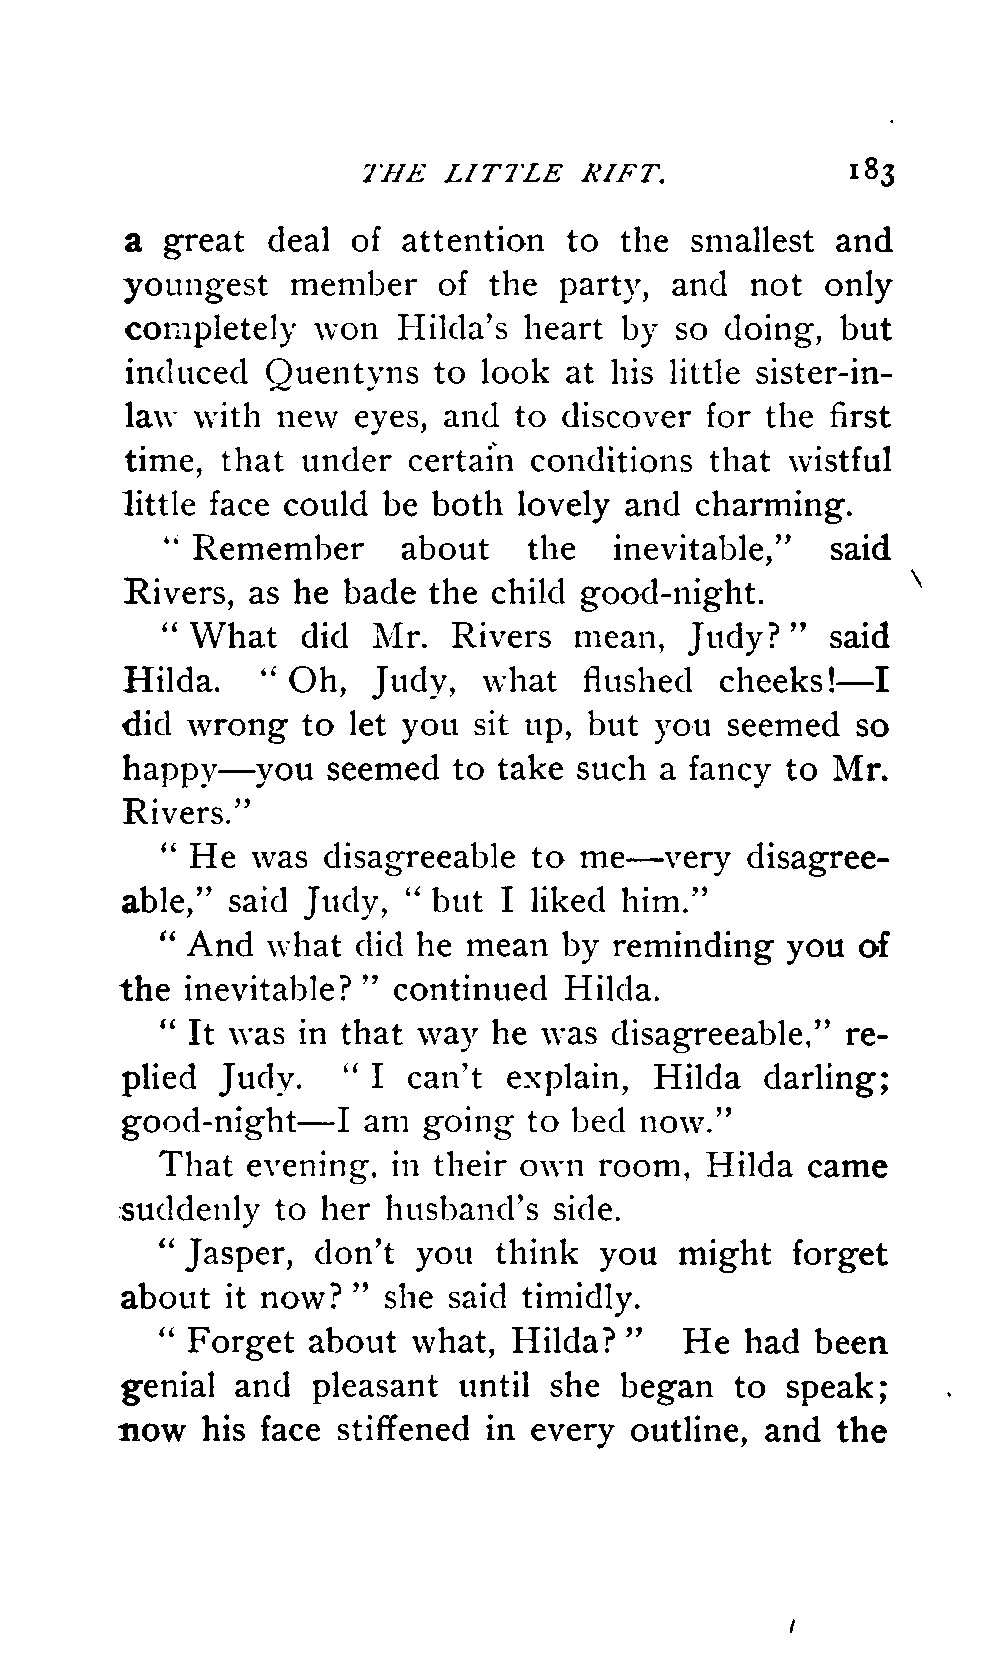 THE LITTLE RIFT. 183
a great deal of attention to the smallest and
youngest member of the party, and not only
completely won Hilda's heart by so doing, but
induced Quentyns to look at his little sister-in-
law with new eyes, and to discover for the first
time, that under certain conditions that wistful
little face could be both lovely and charming.
"Remember about the inevitable," said
Rivers, as he bade the child good-night.
"What did Mr. Rivers mean, Judy?" said
Hilda. "Oh, Judy, what flushed cheeks!—I
did wrong to let you sit up, but you seemed so
happy—you seemed to take such a fancy to Mr.
Rivers."
"He was disagreeable to me—very disagree-
able," said Judy, "but I liked him."
"And what did he mean by reminding you of
the inevitable?" continued Hilda.
"It was in that way he was disagreeable," re-
plied Judy. "I can't explain, Hilda darling;
good-night—I am going to bed now."
That evening, in their own room, Hilda came
suddenly to her husband's side.
"Jasper, don't you think you might forget
about it now?" she said timidly.
"Forget about what, Hilda?" He had been
genial and pleasant until she began to speak;
now his face stiffened in every outline, and the